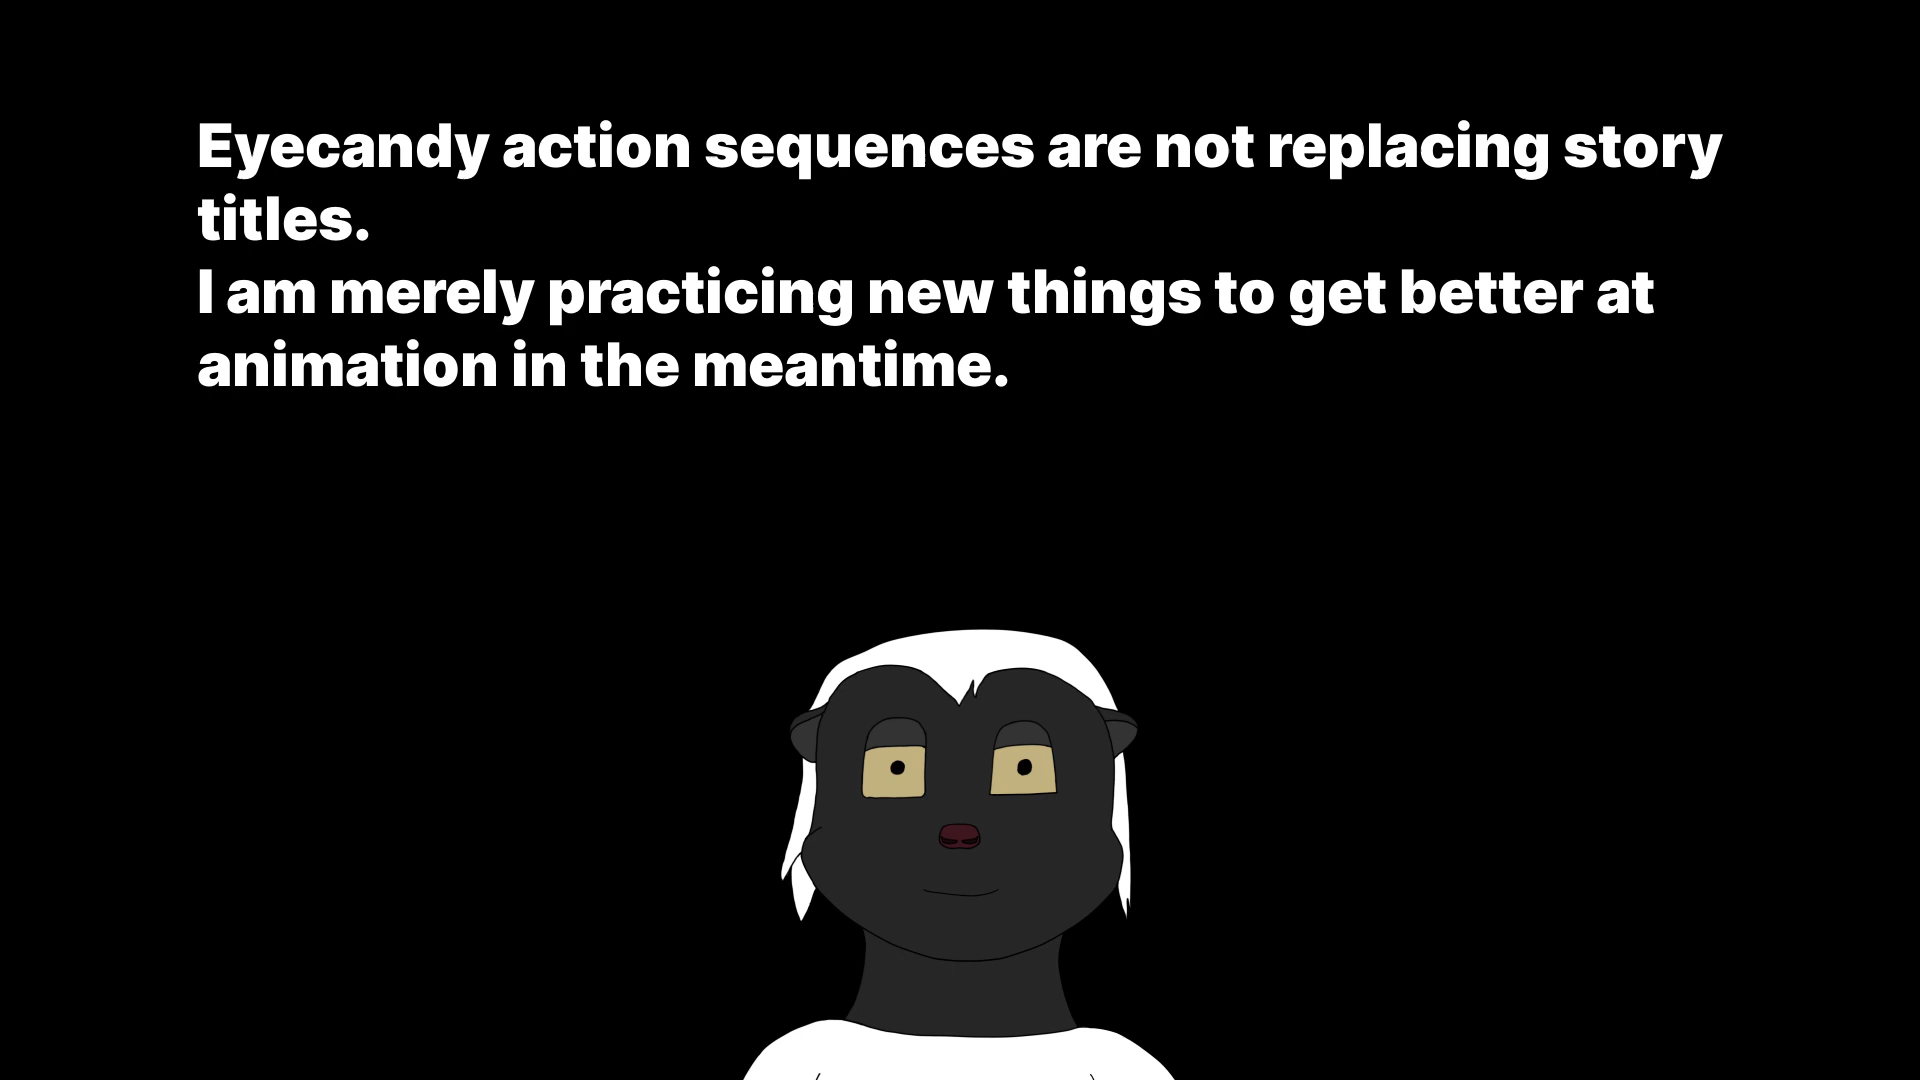 Eyecandy action sequences are not replacing story
titles.
I am merely practicing new things to get better at
animation in the meantime.